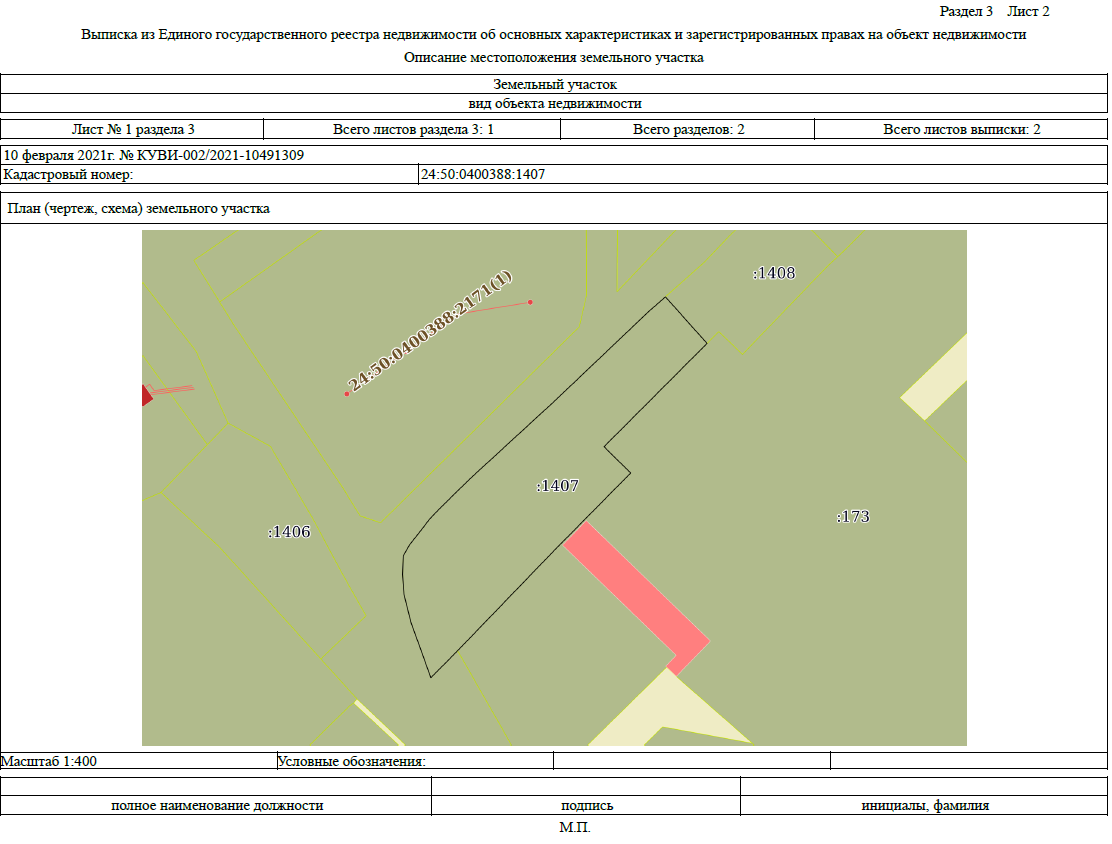 Раздел 3 Лист 2
Выписка из Единого государственного реестра недвижимости об основных характеристиках и зарегистрированных правах на объект недвижимости
Описание местоположения земельного участка
Земельный участок
вид объекта недвижимости
Лист № 1 раздела 3 Всего листов раздела 3: 1 Всего разделов: 2 Всего листов выписки: 2
10 февраля 2021г. № КУВИ-002/2021-10491309
Кадастровый номер: 24:50:0400388:1407
План (чертеж, схема) земельного участка
:1408
24:50:0400388:2171(1)
:1407
:173
:1406
Масштаб 1:400 Условные обозначения:
полное наименование должности подпись инициалы, фамилия
М.П.